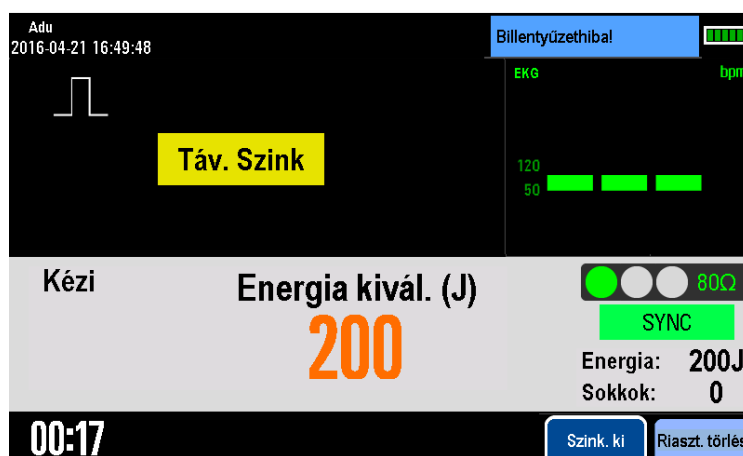 Adu
2016-04-21 16:49:48
Billentyűzethiba!
EKG
bpm
Táv. Szink
120
50
Kézi
Energia kivál. (J)
200
80Ω
SYNC
Energia: 200J
Sokkok: 0
00:17
Szink. ki
Riaszt. törlés